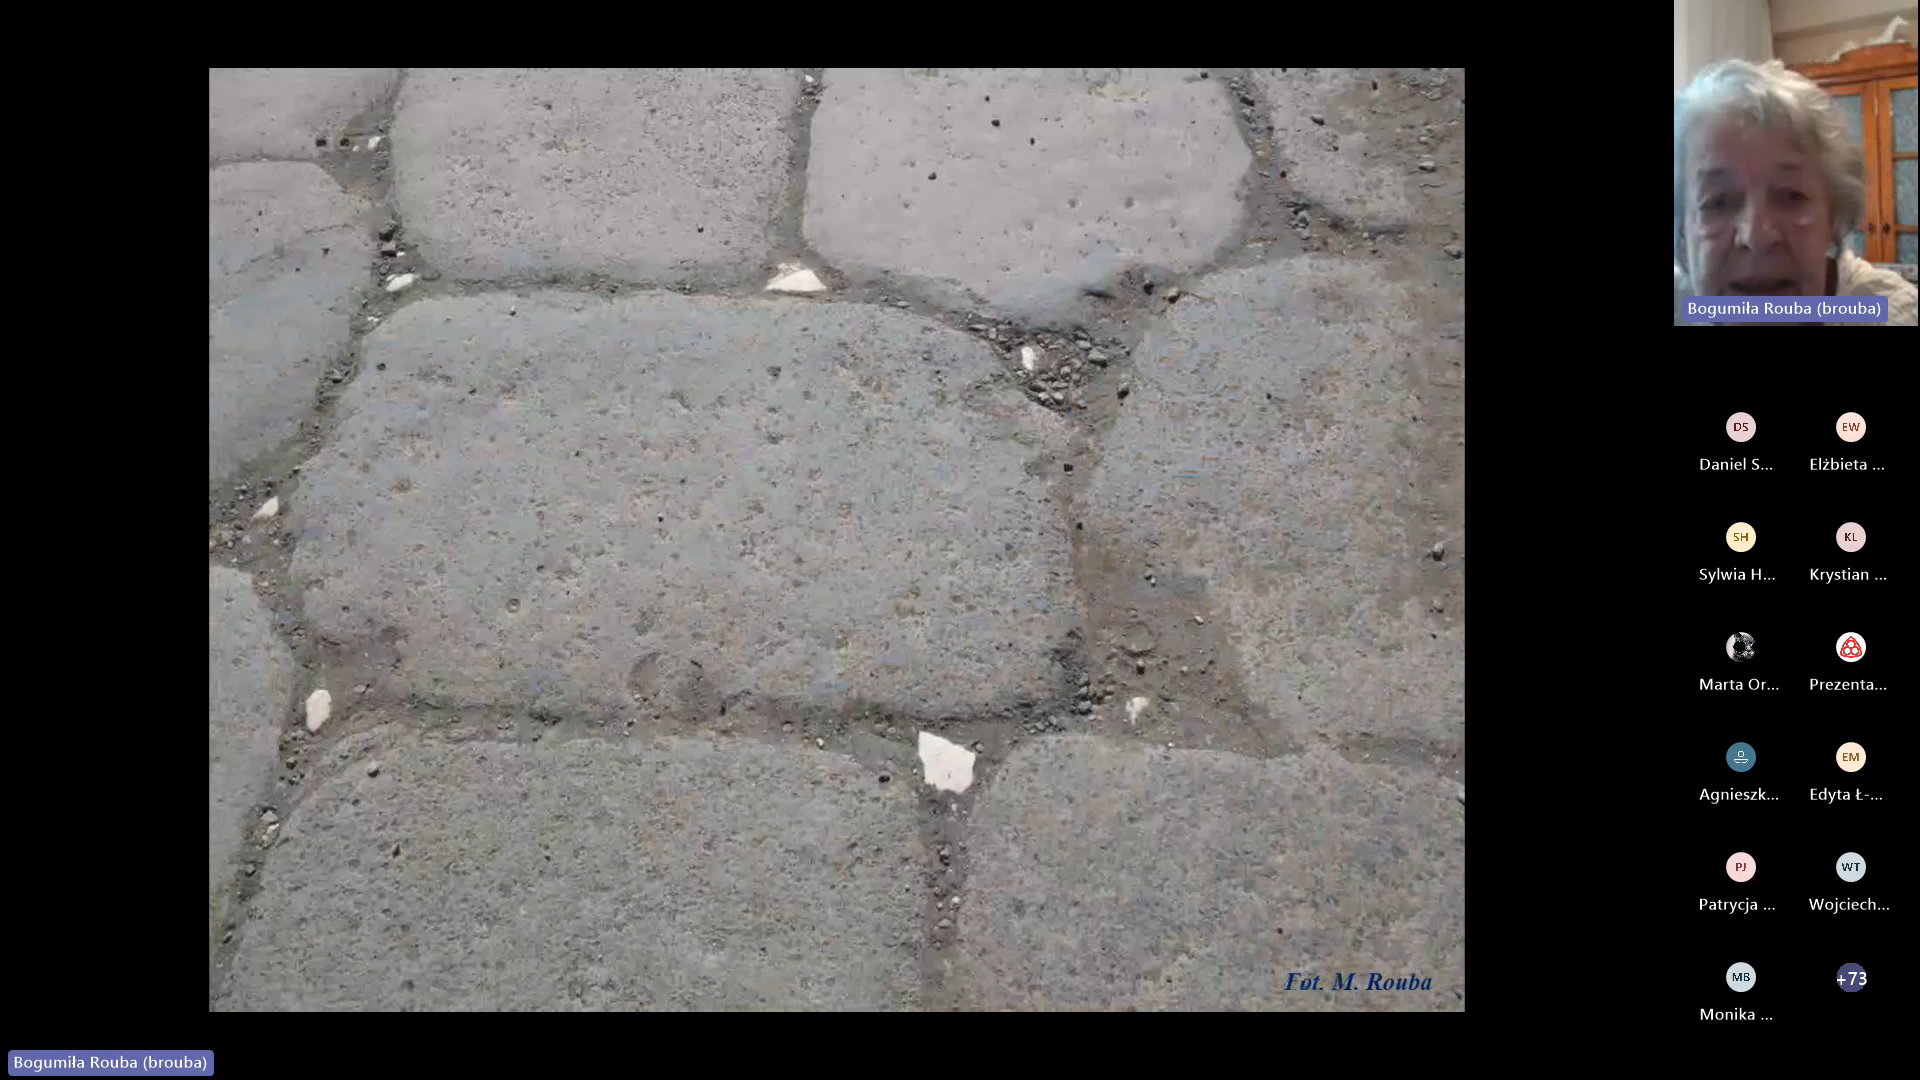 Bogumiła Rouba (brouba)
DS
EW
Daniel S...
Elżbieta ...
SH
KL
Sylwia H...
Krystian ...
Marta Or...
Prezenta...
EM
Agnieszk...
Edyta Ł-...
PJ
WT
Patrycja ...
Wojciech...
MB
+73
Monika ...
Fot. M. Rouba
Bogumiła Rouba (brouba)